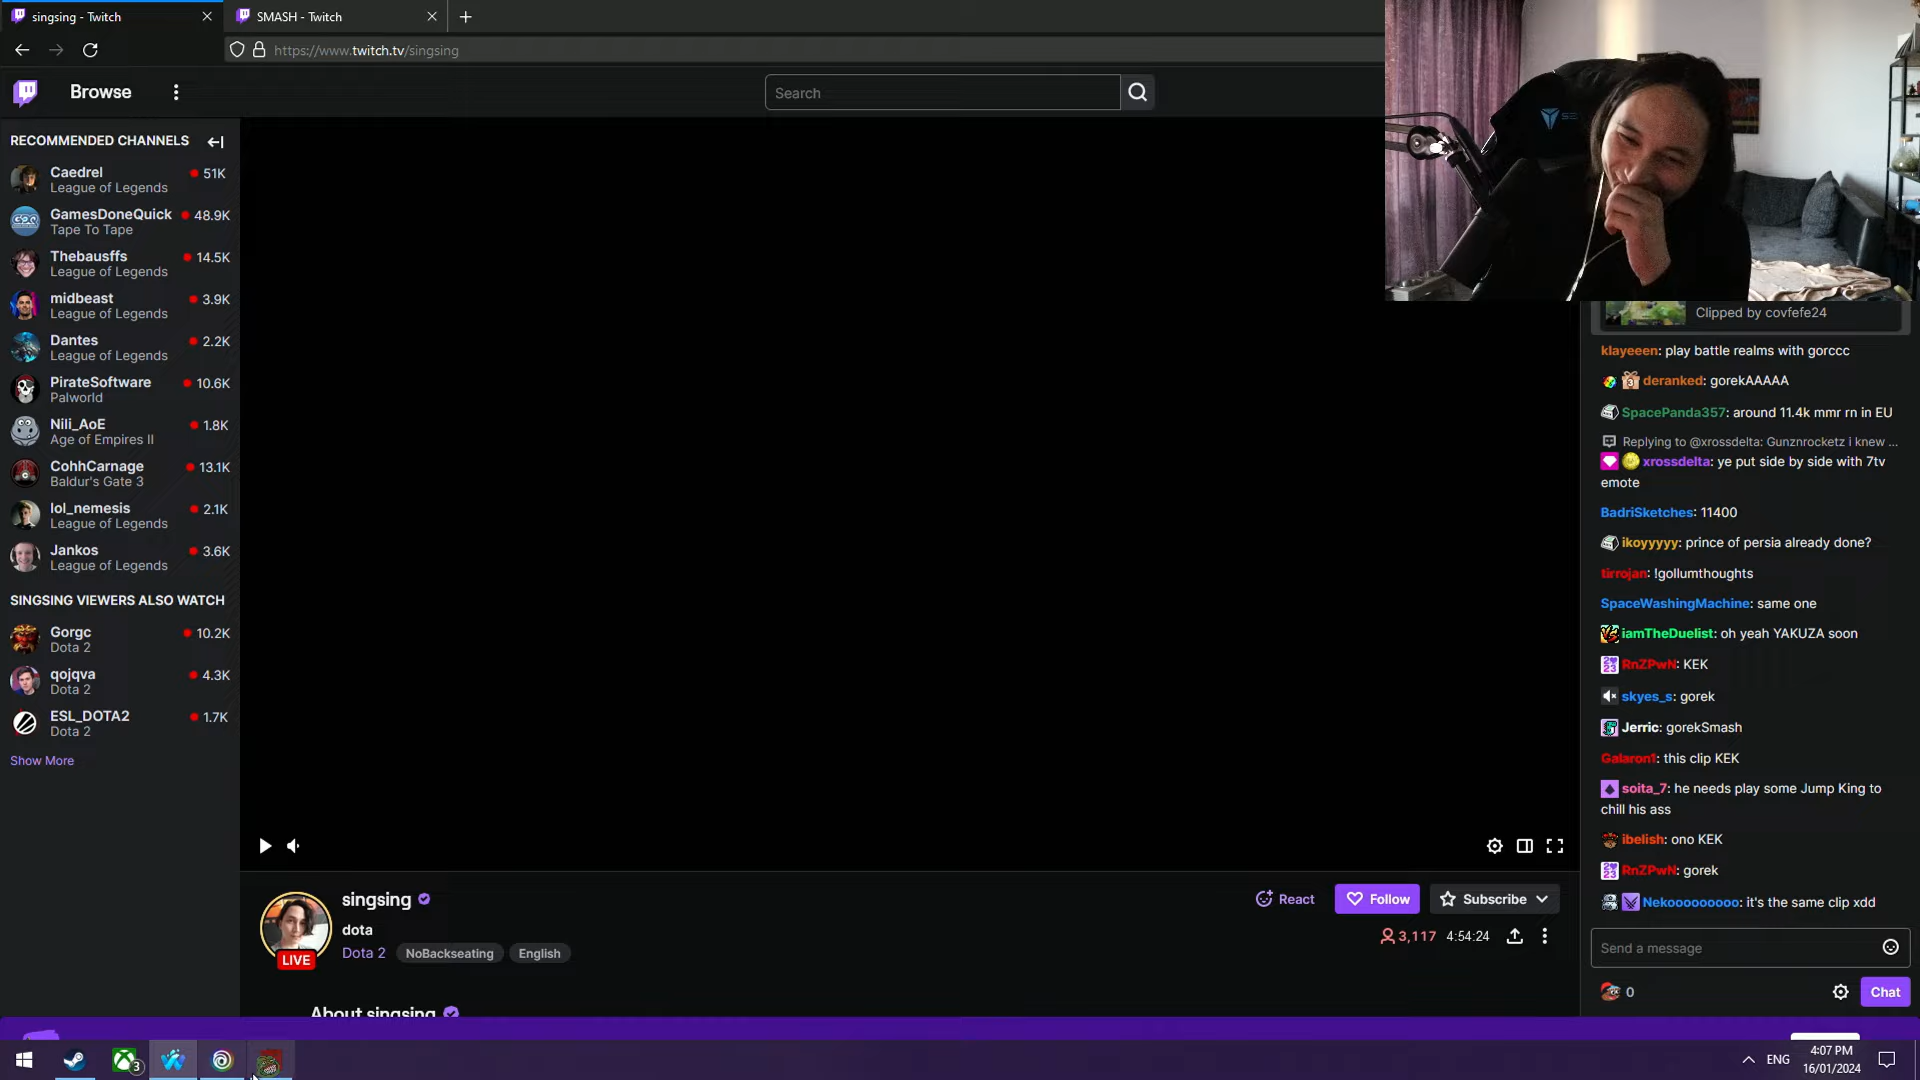 singsing - Twitch
SMASH - Twitch
https://www.twitch.tv/singsing
Browse
Search
RECOMMENDED CHANNELS
Caedrel
51K
League of Legends
GamesDoneQuick
48.9K
Tape To Tape
Thebausffs
14.5K
League of Legends
midbeast
3.9K
League of Legends
Dantes
2.2K
League of Legends
PirateSoftware
10.6K
Palworld
Nili_AoE
1.8K
Age of Empires II
CohhCarnage
13.1K
Baldur's Gate 3
lol_nemesis
2.1K
League of Legends
Jankos
3.6K
League of Legends
SINGSING VIEWERS ALSO WATCH
Gorgc
10.2K
Dota 2
qojqva
4.3K
Dota 2
ESL_DOTA2
1.7K
Dota 2
Show More
singsing
dota
Dota 2 NoBackseating English
LIVE
React
Follow
Subscribe
3,117 4:54:24
About singsing
Clipped by covfefe24
klayeeen: play battle realms with gorccc
deranked: gorekAAAAA
SpacePanda357: around 11.4k mmr rn in EU
Replying to @xrossdelta: Gunznrocketz i knew ...
xrossdelta: ye put side by side with 7tv
emote
BadriSketches: 11400
ikoyyyyy: prince of persia already done?
tirrojan: !gollumthoughts
SpaceWashingMachine: same one
iamTheDuelist: oh yeah YAKUZA soon
RnZPwN: KEK
skyes_s: gorek
Jerric: gorekSmash
Galaron1: this clip KEK
soita_7: he needs play some Jump King to
chill his ass
ibelish: ono KEK
RnZPwN: gorek
Nekooooooooo: it's the same clip xdd
Send a message
0
Chat
3
ENG
4:07 PM
16/01/2024